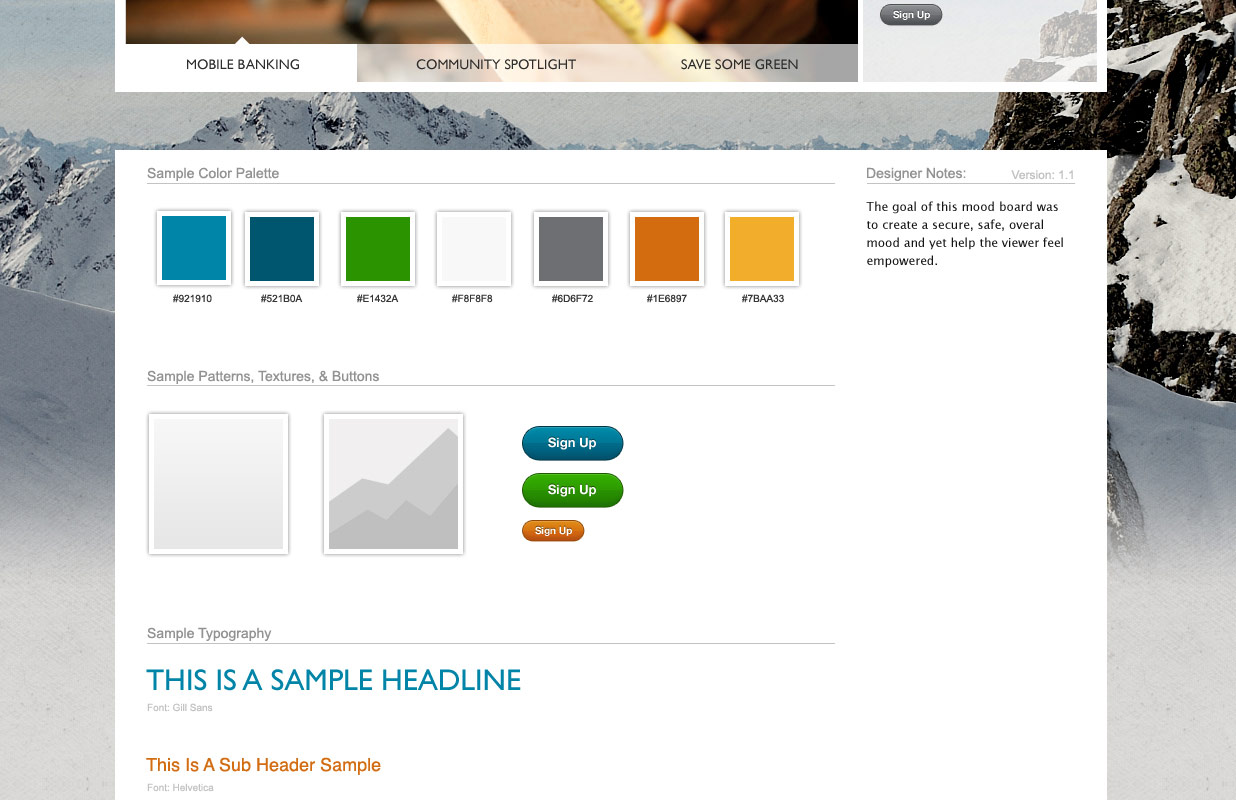 Sign Up
MOBILE BANKING
COMMUNITY SPOTLIGHT
SAVE SOME GREEN
Sample Color Palette
#921910
#521B0A
#E1432A
#F8F8F8
#6D6F72
#1E6897
#7BAA33
Designer Notes:
Version: 1.1
The goal of this mood board was
to create a secure, safe, overal
mood and yet help the viewer feel
empowered.
Sample Patterns, Textures, & Buttons
Sign Up
Sign Up
Sign Up
Sample Typography
THIS IS A SAMPLE HEADLINE
Font: Gill Sans
This Is A Sub Header Sample
Font: Helvetica